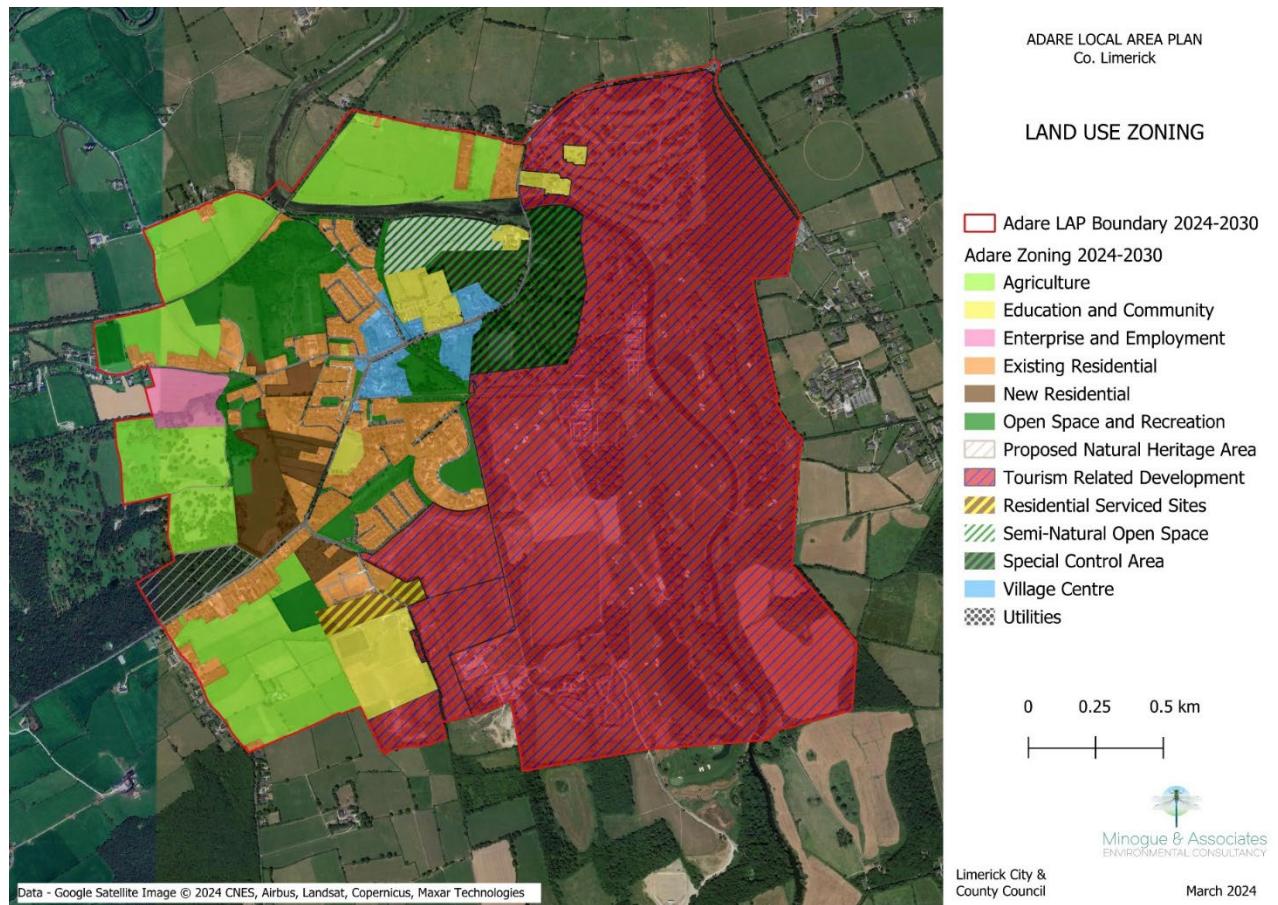 ADARE LOCAL AREA PLAN
Co. Limerick
LAND USE ZONING
Adare LAP Boundary 2024-2030
Adare Zoning 2024-2030
Agriculture
Education and Community
Enterprise and Employment
Existing Residential
New Residential
Open Space and Recreation
Proposed Natural Heritage Area
Tourism Related Development
Residential Serviced Sites
Semi-Natural Open Space
Special Control Area
Village Centre
Utilities
0 0.25 0.5 km
Minogue & Associates
ENVIRONMENTAL CONSULTANCY
Limerick City &
County Council
March 2024
Data - Google Satellite Image © 2024 CNES, Airbus, Landsat, Copernicus, Maxar Technologies